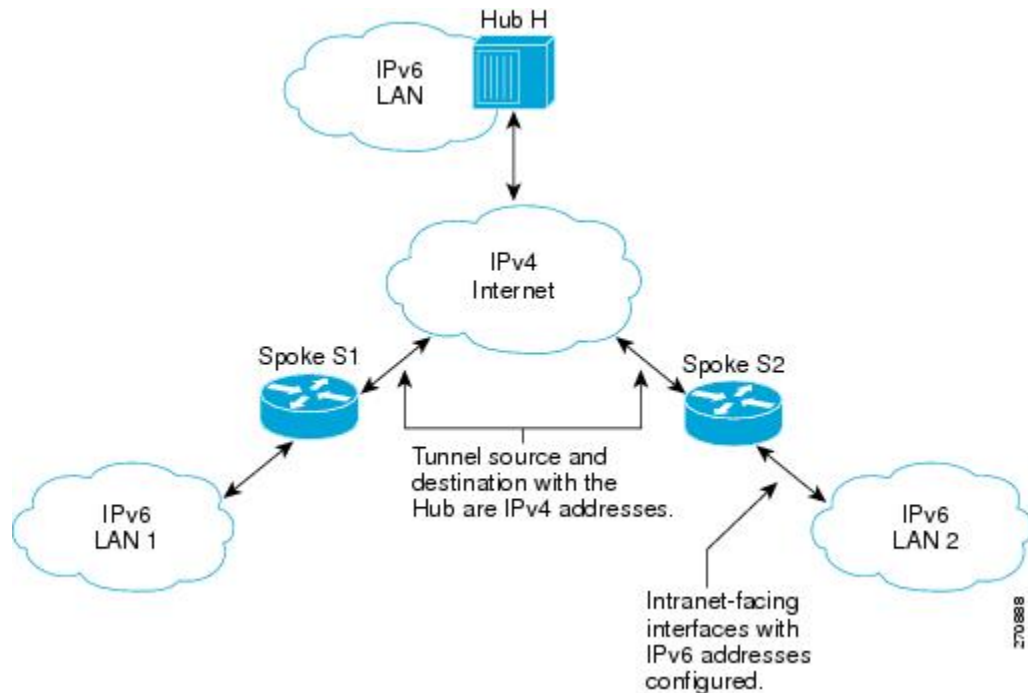 Hub H
IPv6
LAN
IPv4
Internet
Spoke S1
Spoke S2
Tunnel source and
destination with the
Hub are IPv4 addresses.
IPv6
LAN 1
IPv6
LAN 2
Intranet-facing
interfaces with
IPv6 addresses
configured.
270888